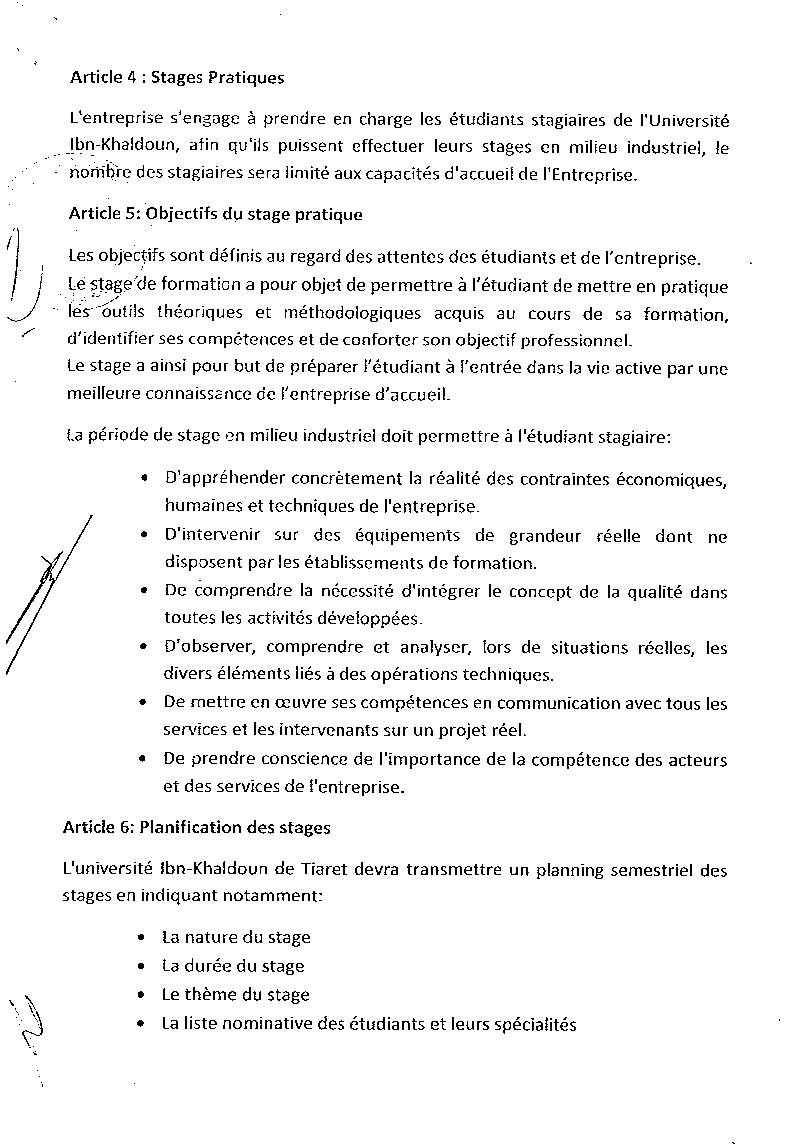 Article 4 : Stages Pratiques
L'entreprise s'engage à prendre en charge les étudiants stagiaires de l'Université
Ibn-Khaldoun, afin qu'ils puissent effectuer leurs stages en milieu industriel, le
nombre des stagiaires sera limité aux capacités d'accueil de l'Entreprise.
Article 5: Objectifs du stage pratique
Les objectifs sont définis au regard des attentes des étudiants et de l'entreprise.
Le stage de formation a pour objet de permettre à l'étudiant de mettre en pratique
les outils théoriques et méthodologiques acquis au cours de sa formation,
d'identifier ses compétences et de conforter son objectif professionnel.
Le stage a ainsi pour but de préparer l'étudiant à l'entrée dans la vie active par une
meilleure connaissance de l'entreprise d'accueil.
La période de stage en milieu industriel doit permettre à l'étudiant stagiaire:
• D'appréhender concrètement la réalité des contraintes économiques,
humaines et techniques de l'entreprise.
• D'intervenir sur des équipements de grandeur réelle dont ne
disposent par les établissements de formation.
• De comprendre la nécessité d'intégrer le concept de la qualité dans
toutes les activités développées.
• D'observer, comprendre et analyser, lors de situations réelles, les
divers éléments liés à des opérations techniques.
• De mettre en œuvre ses compétences en communication avec tous les
services et les intervenants sur un projet réel.
• De prendre conscience de l'importance de la compétence des acteurs
et des services de l'entreprise.
Article 6: Planification des stages
L'université Ibn-Khaldoun de Tiaret devra transmettre un planning semestriel des
stages en indiquant notamment:
• La nature du stage
• La durée du stage
• Le thème du stage
• La liste nominative des étudiants et leurs spécialités